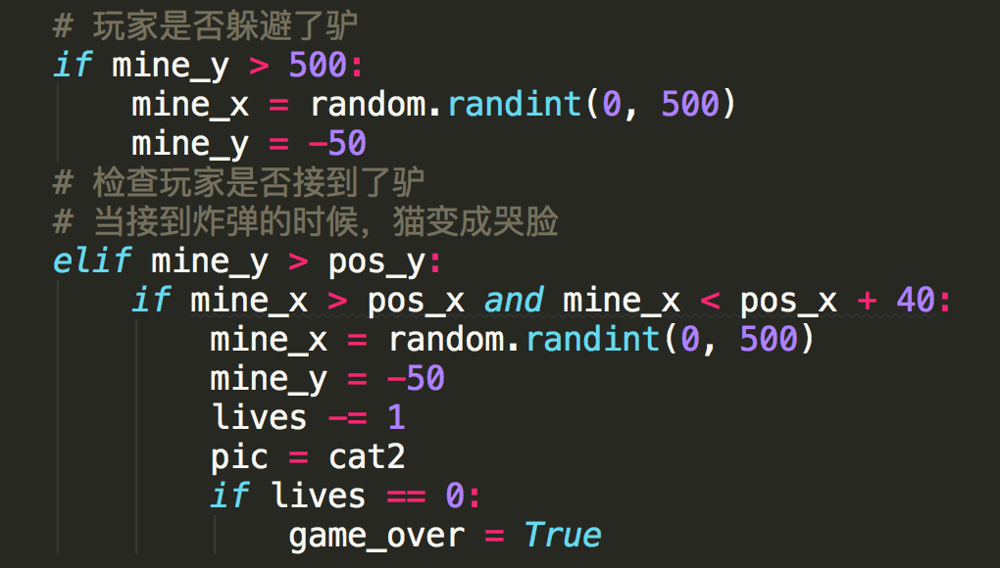 # 玩家是否躲避了驴
if mine_y > 500:
    mine_x = random.randint(0, 500)
    mine_y = -50
# 检查玩家是否接到了驴
# 当接到炸弹的时候，猫变成哭脸
elif mine_y > pos_y:
    if mine_x > pos_x and mine_x < pos_x + 40:
        mine_x = random.randint(0, 500)
        mine_y = -50
        lives -= 1
        pic = cat2
        if lives == 0:
            game_over = True